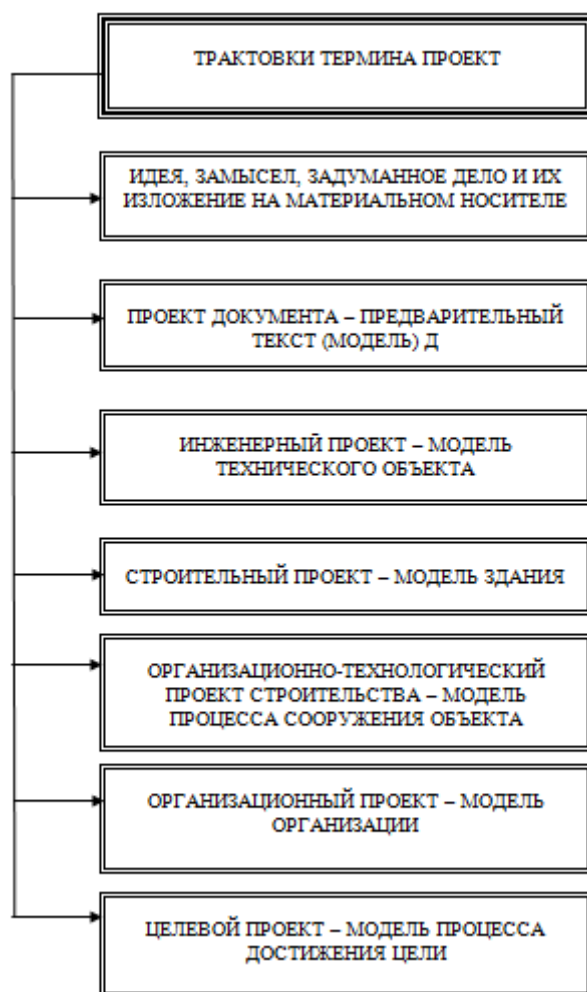 ТРАКТОВКИ ТЕРМИНА ПРОЕКТ
ИДЕЯ, ЗАМЫСЕЛ, ЗАДУМАННОЕ ДЕЛО И ИХ
ИЗЛОЖЕНИЕ НА МАТЕРИАЛЬНОМ НОСИТЕЛЕ
ПРОЕКТ ДОКУМЕНТА – ПРЕДВАРИТЕЛЬНЫЙ
ТЕКСТ (МОДЕЛЬ) Д
ИНЖЕНЕРНЫЙ ПРОЕКТ – МОДЕЛЬ
ТЕХНИЧЕСКОГО ОБЪЕКТА
СТРОИТЕЛЬНЫЙ ПРОЕКТ – МОДЕЛЬ ЗДАНИЯ
ОРГАНИЗАЦИОННО-ТЕХНОЛОГИЧЕСКИЙ
ПРОЕКТ СТРОИТЕЛЬСТВА – МОДЕЛЬ
ПРОЦЕССА СООРУЖЕНИЯ ОБЪЕКТА
ОРГАНИЗАЦИОННЫЙ ПРОЕКТ – МОДЕЛЬ
ОРГАНИЗАЦИИ
ЦЕЛЕВОЙ ПРОЕКТ – МОДЕЛЬ ПРОЦЕССА
ДОСТИЖЕНИЯ ЦЕЛИ